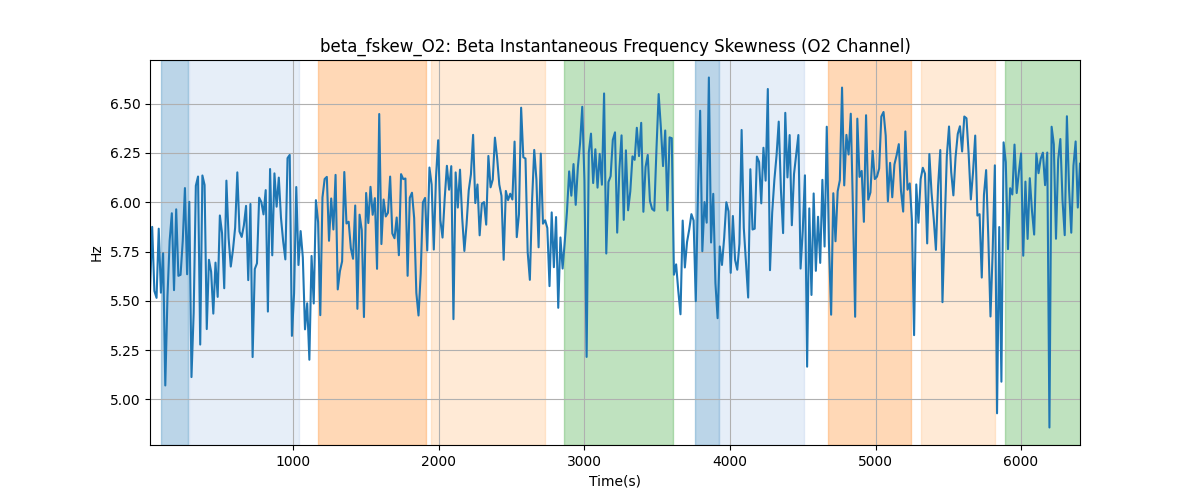 beta_fskew_O2: Beta Instantaneous Frequency Skewness (O2 Channel)
6.50
6.25
6.00
5.75
5.50
5.25
5.00
Hz
1000 2000 3000 4000 5000 6000
Time(s)